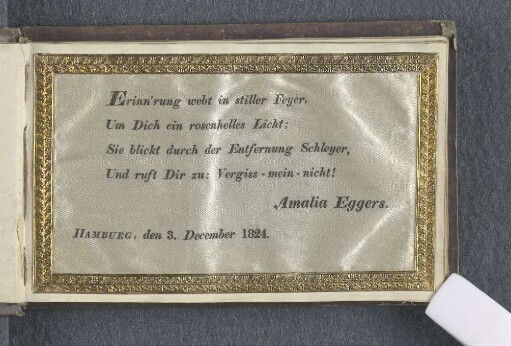 Erinn'rung webt in stiller Feyer,
Um Dich ein rosenhelles Licht;
Sie blickt durch der Entfernung Schleyer,
Und ruft Dir zu: Vergiss-mein-nicht!
Amalia Eggers.
HAMBURG, den 3. December 1824.